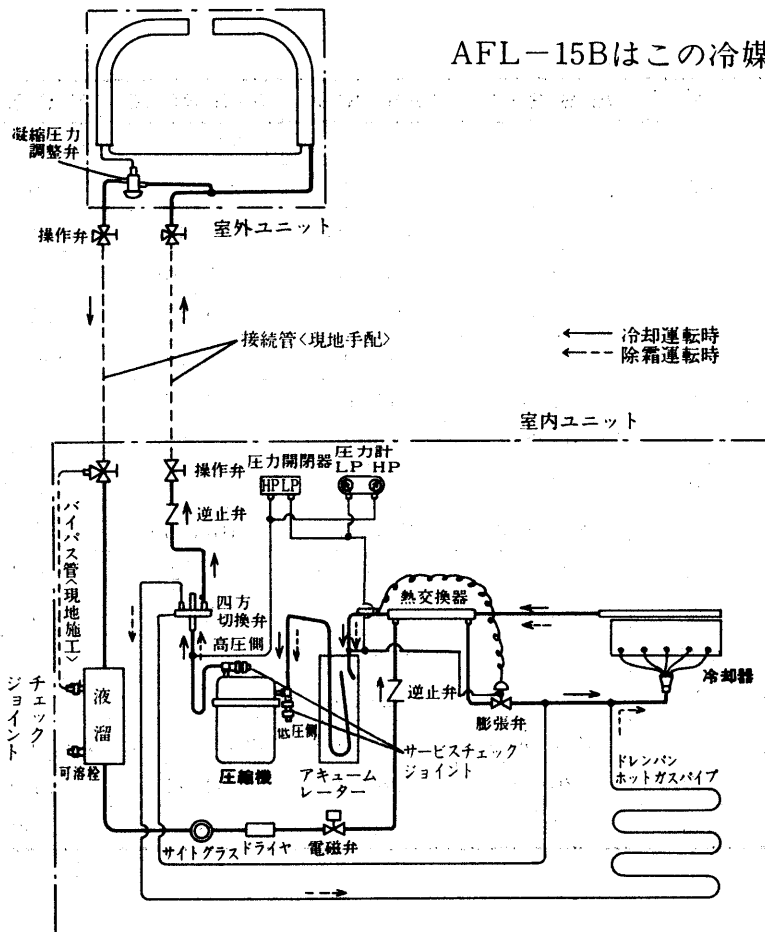 AFL－15Bはこの冷媒
凝縮圧力
調整弁
操作弁
室外ユニット
接続管〈現地手配〉
冷却運転時
除霜運転時
室内ユニット
圧力開閉器
HP LP
圧力計
LP HP
操作弁
逆止弁
バイパス管〈現地施工〉
四方
切換弁
高圧側
熱交換器
冷却器
チェック
ジョイント
液溜
可溶栓
圧縮機
低圧側
アキューム
レーター
逆止弁
サービスチェック
ジョイント
膨張弁
ドレンパン
ホットガスパイプ
サイトグラス
ドライヤ
電磁弁